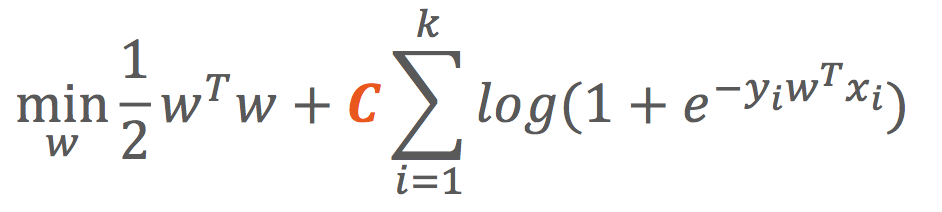 min_w 1/2 w^T w + C ∑_{i=1}^{k} log(1 + e^{-y_i w^T x_i})